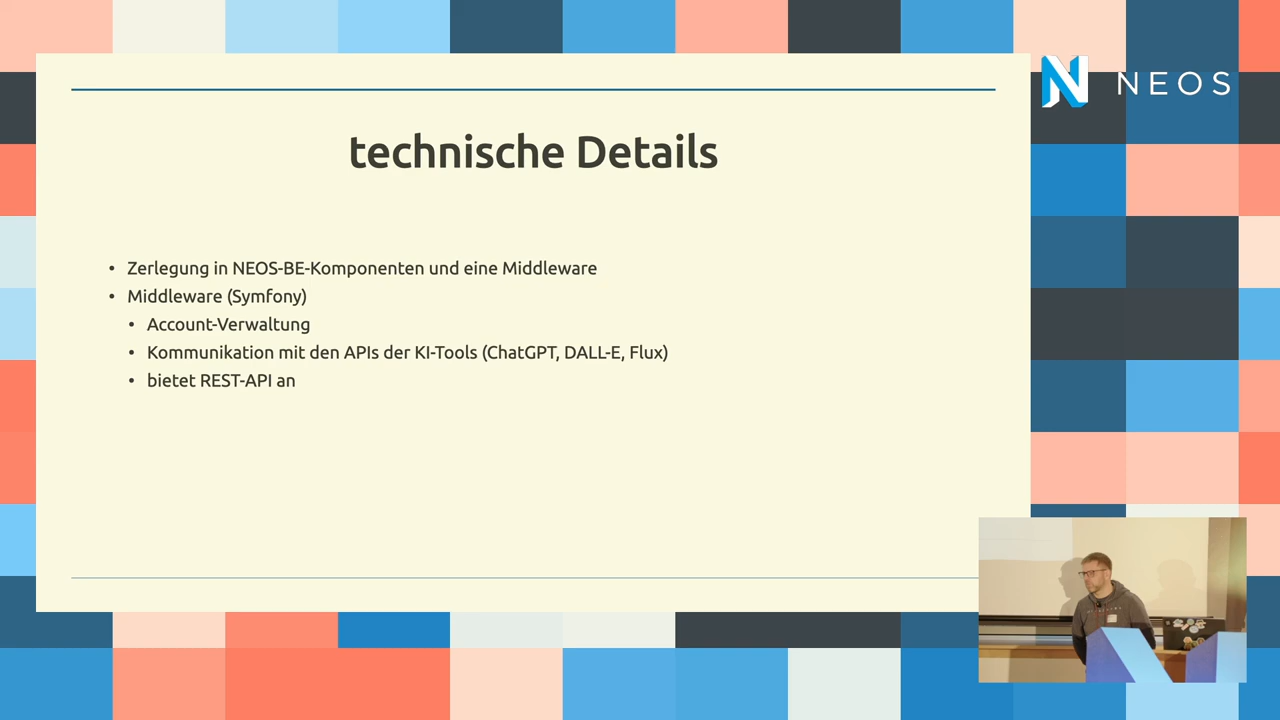 NEOS
technische Details
• Zerlegung in NEOS-BE-Komponenten und eine Middleware
• Middleware (Symfony)
• Account-Verwaltung
• Kommunikation mit den APIs der KI-Tools (ChatGPT, DALL-E, Flux)
• bietet REST-API an